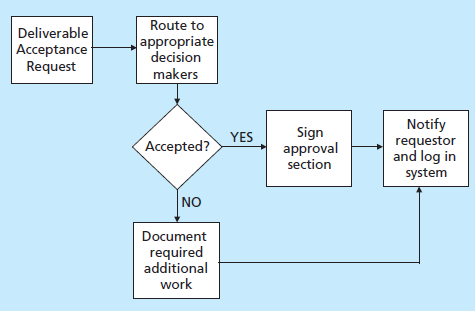 Deliverable
Acceptance
Request
Route to
appropriate
decision
makers
Accepted?
YES
Sign
approval
section
Notify
requestor
and log in
system
NO
Document
required
additional
work